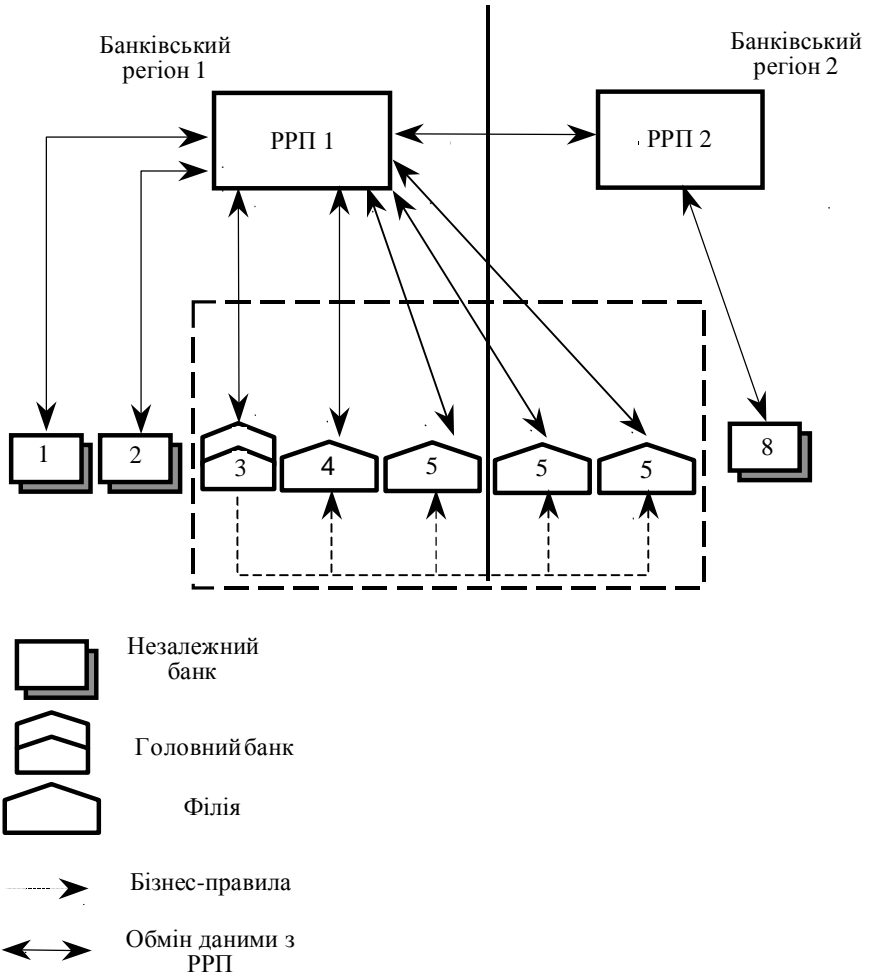 Банківський
регіон 1
Банківський
регіон 2
РРП 1
РРП 2
1
2
3
4
5
5
5
8
Незалежний
банк
Головний банк
Філія
Бізнес-правила
Обмін даними з
РРП